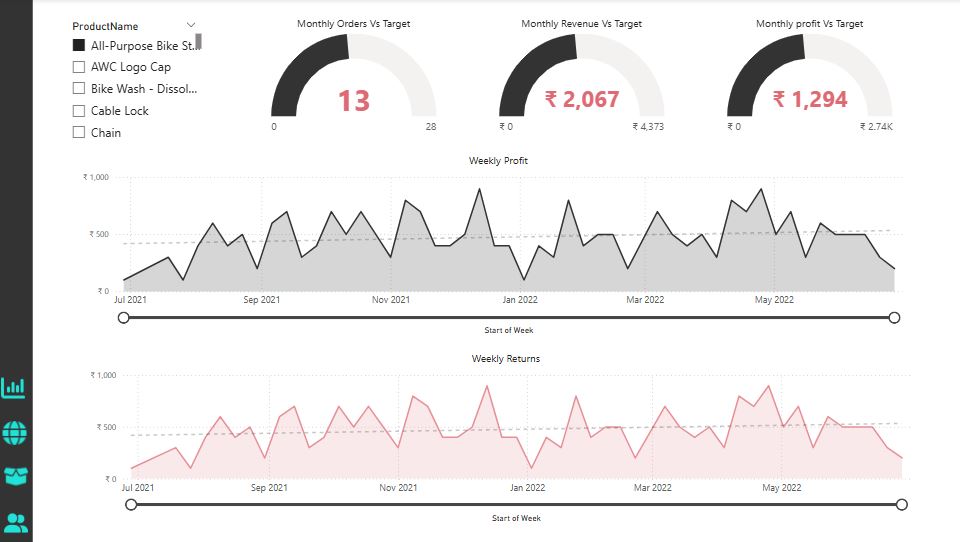 ProductName
All-Purpose Bike St...
AWC Logo Cap
Bike Wash - Dissol...
Cable Lock
Chain
Monthly Orders Vs Target
13
0
28
Monthly Revenue Vs Target
₹ 2,067
₹ 0
₹ 4,373
Monthly profit Vs Target
₹ 1,294
₹ 0
₹ 2.74K
Weekly Profit
₹ 1,000
₹ 500
₹ 0
Jul 2021 Sep 2021 Nov 2021 Jan 2022 Mar 2022 May 2022
Start of Week
Weekly Returns
₹ 1,000
₹ 500
₹ 0
Jul 2021 Sep 2021 Nov 2021 Jan 2022 Mar 2022 May 2022
Start of Week